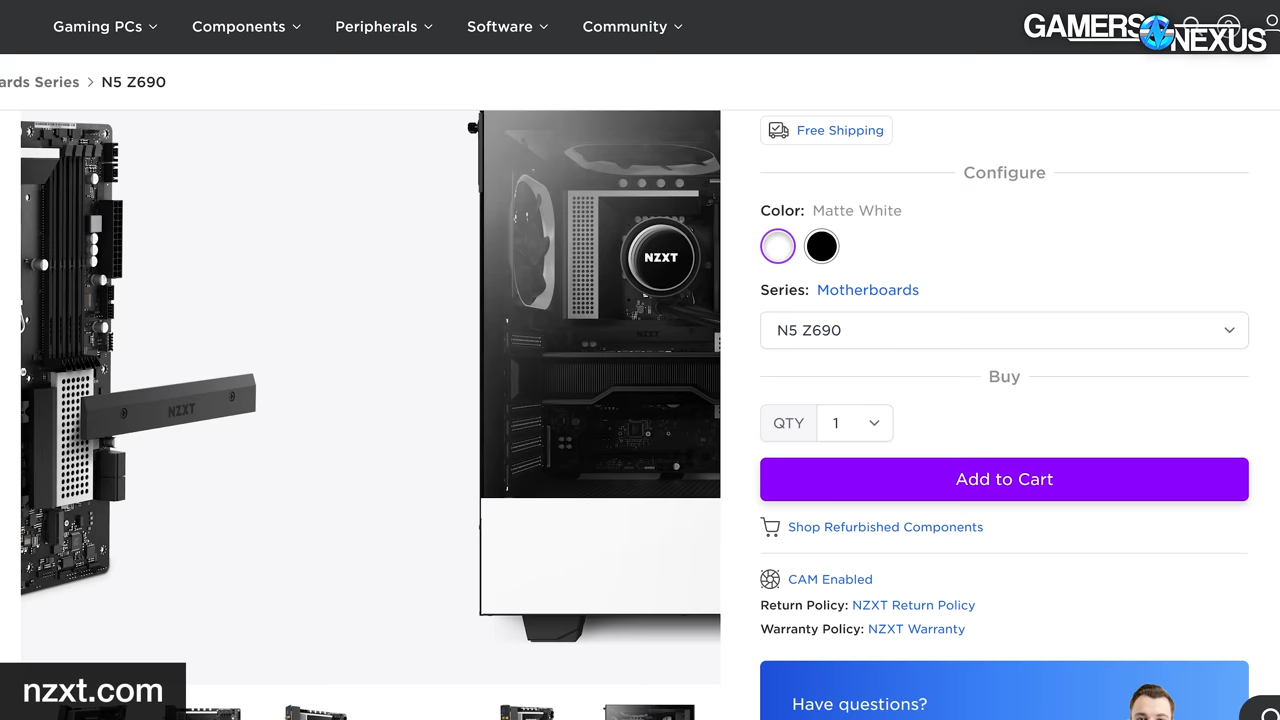 Gaming PCs Components Peripherals Software Community
GAMERS NEXUS
ards Series > N5 Z690
Free Shipping
Configure
Color: Matte White
Series: Motherboards
N5 Z690
Buy
QTY 1
Add to Cart
Shop Refurbished Components
CAM Enabled
Return Policy: NZXT Return Policy
Warranty Policy: NZXT Warranty
Have questions?
NZXT
NZXT
NZXT
nzxt.com